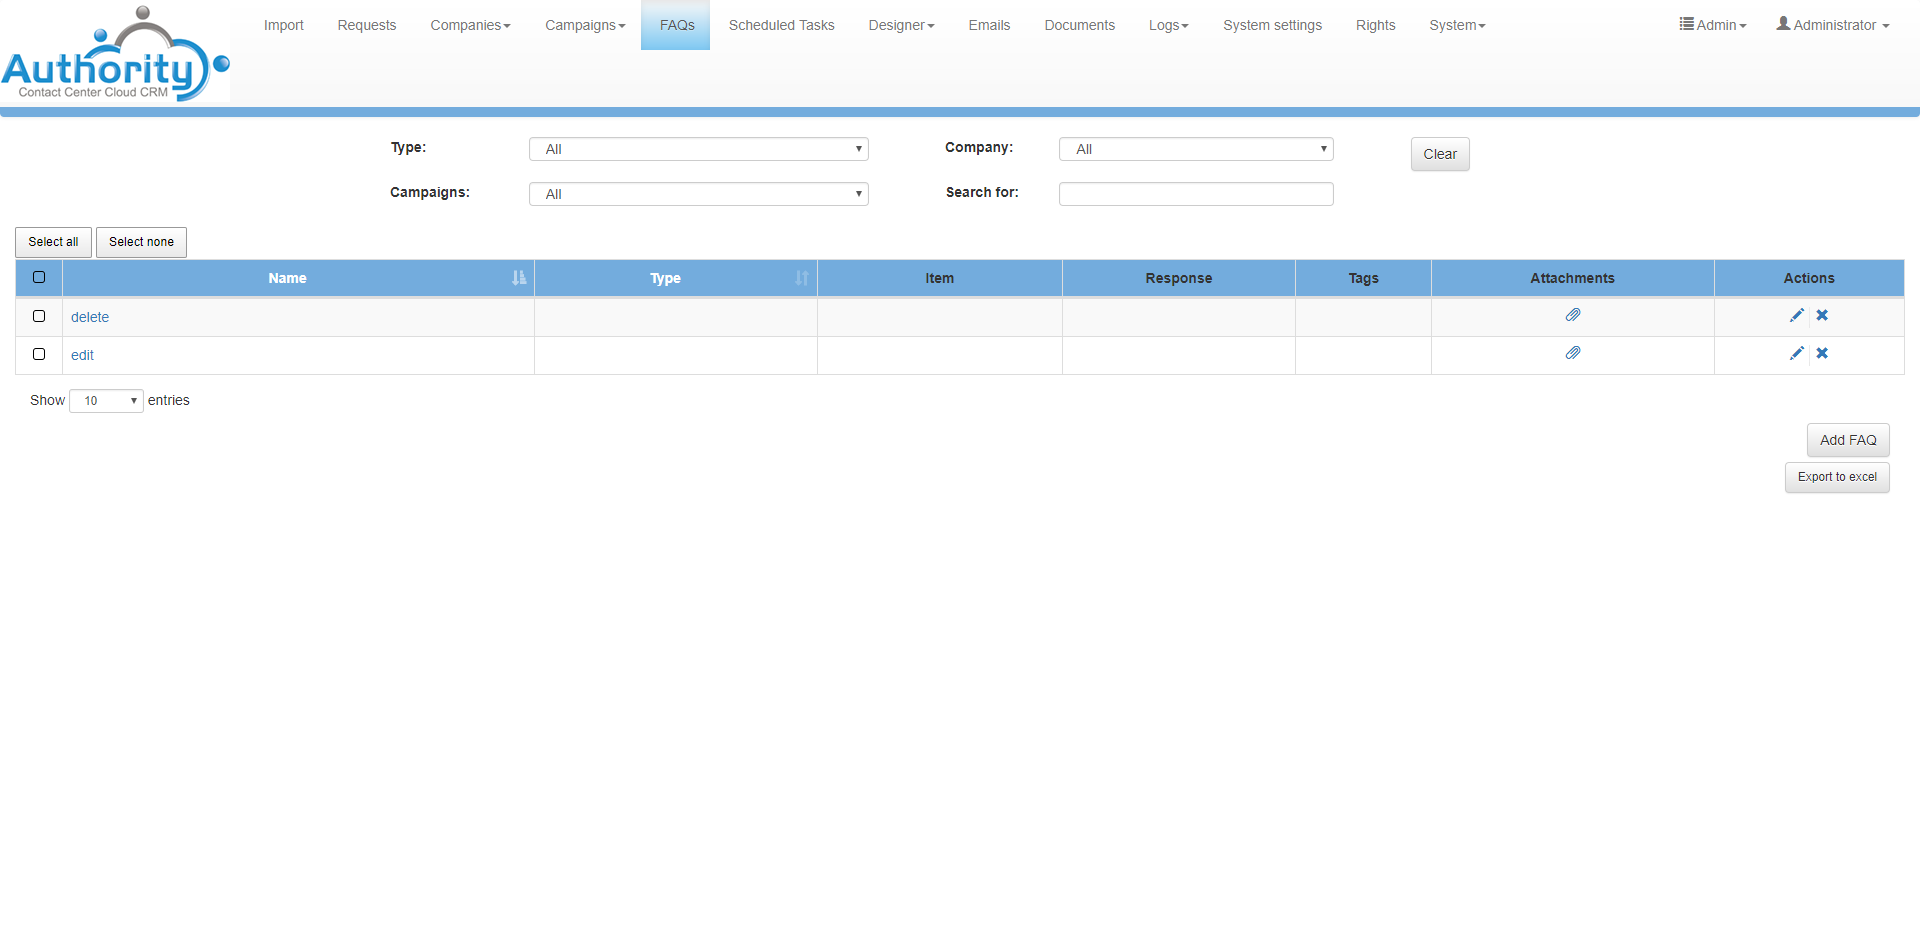 Authority
Contact Center Cloud CRM
Import Requests Companies Campaigns FAQs Scheduled Tasks Designer Emails Documents Logs System settings Rights System Admin Administrator
Type: All Company: All Clear
Campaigns: All Search for:
Select all Select none
Name Type Item Response Tags Attachments Actions
delete
edit
Show 10 entries
Add FAQ
Export to excel